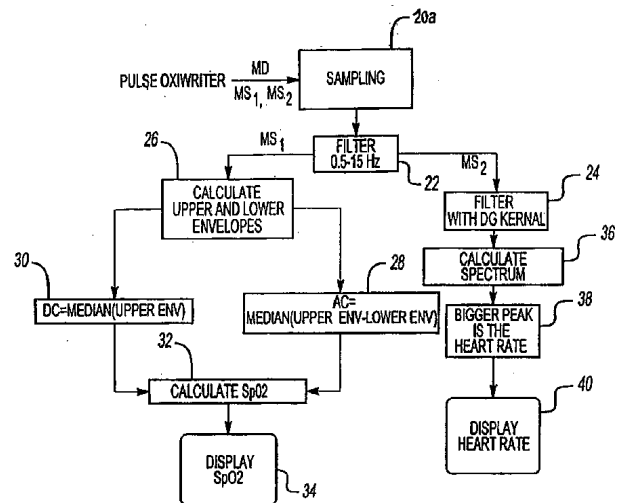 20a
PULSE OXIWRITER
MD
MS1, MS2
SAMPLING
MS1
FILTER
0.5-15 Hz
22
MS2
26
CALCULATE
UPPER AND LOWER
ENVELOPES
24
FILTER
WITH DG KERNAL
36
CALCULATE
SPECTRUM
30
DC=MEDIAN(UPPER ENV)
28
AC=
MEDIAN(UPPER ENV-LOWER ENV)
38
BIGGER PEAK
IS THE
HEART RATE
32
CALCULATE SpO2
40
DISPLAY
HEART RATE
DISPLAY
SpO2
34